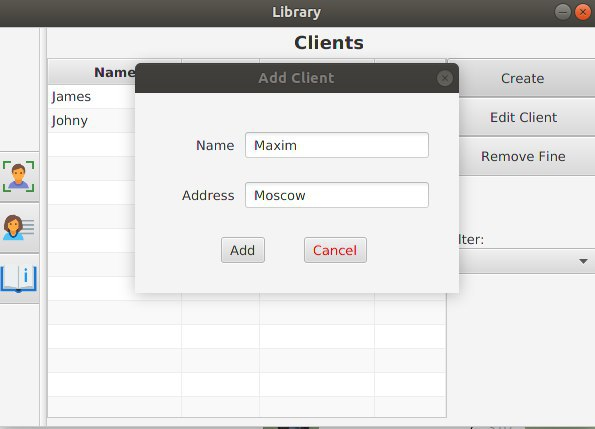 Library
Clients
Name
Add Client
James
Johny
Name Maxim
Address Moscow
Add Cancel
Create
Edit Client
Remove Fine
lter: